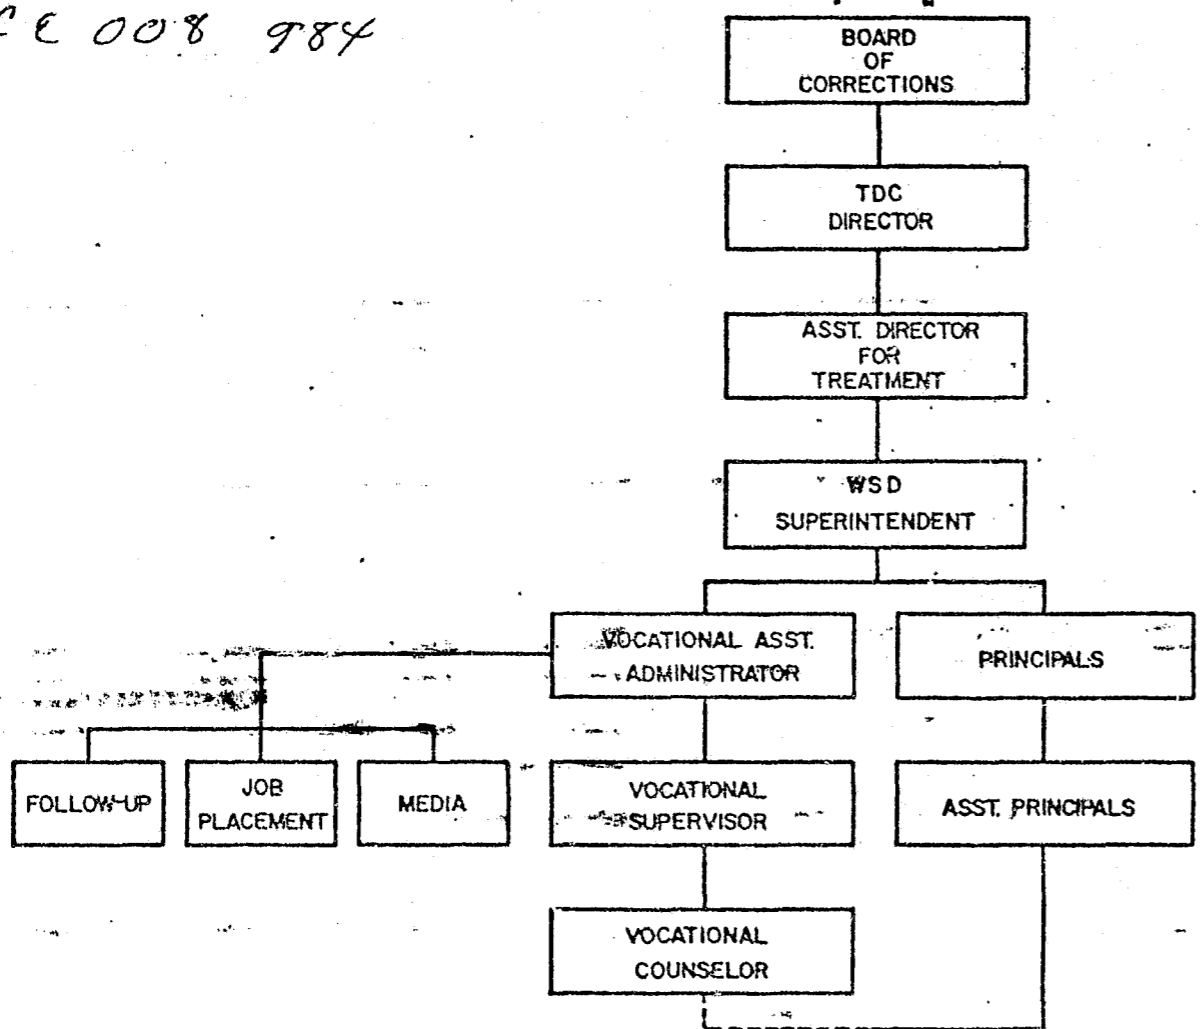 CE 008 984
BOARD
OF
CORRECTIONS
TDC
DIRECTOR
ASST. DIRECTOR
FOR
TREATMENT
WSD
SUPERINTENDENT
VOCATIONAL ASST.
ADMINISTRATOR
PRINCIPALS
FOLLOW-UP
JOB
PLACEMENT
MEDIA
VOCATIONAL
SUPERVISOR
ASST. PRINCIPALS
VOCATIONAL
COUNSELOR